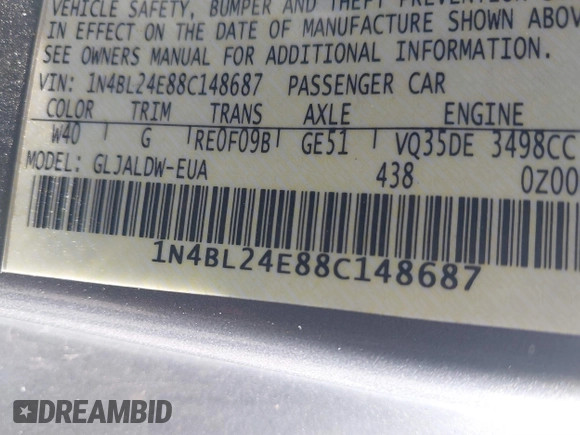 VEHICLE SAFETY, BUMPER AND THEFT PREVENTION
IN EFFECT ON THE DATE OF MANUFACTURE SHOWN ABOVE
SEE OWNERS MANUAL FOR ADDITIONAL INFORMATION.
VIN: 1N4BL24E88C148687 PASSENGER CAR
COLOR TRIM TRANS AXLE ENGINE
W40 G RE0F09B GE51 VQ35DE 3498CC
MODEL: GLJALDW-EUA 438 0Z00
1N4BL24E88C148687
DREAMBID